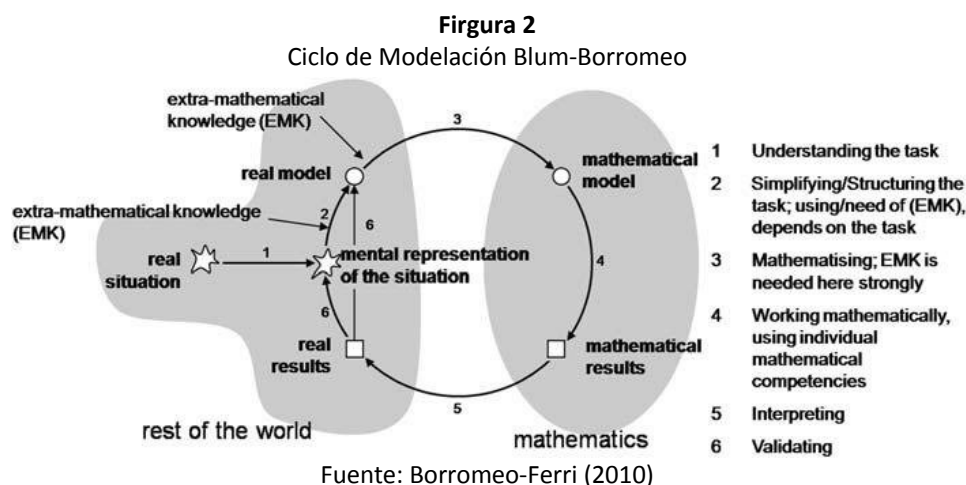 Firgura 2
Ciclo de Modelación Blum-Borromeo
extra-mathematical
knowledge (EMK)
real model
extra-mathematical knowledge
(EMK)
real
situation
mental representation
of the situation
real
results
rest of the world
mathematical
model
mathematical
results
mathematics
1
2
3
4
5
6
6
1 Understanding the task
2 Simplifying/Structuring the
task; using/need of (EMK),
depends on the task
3 Mathematising; EMK is
needed here strongly
4 Working mathematically,
using individual
mathematical
competencies
5 Interpreting
6 Validating
Fuente: Borromeo-Ferri (2010)